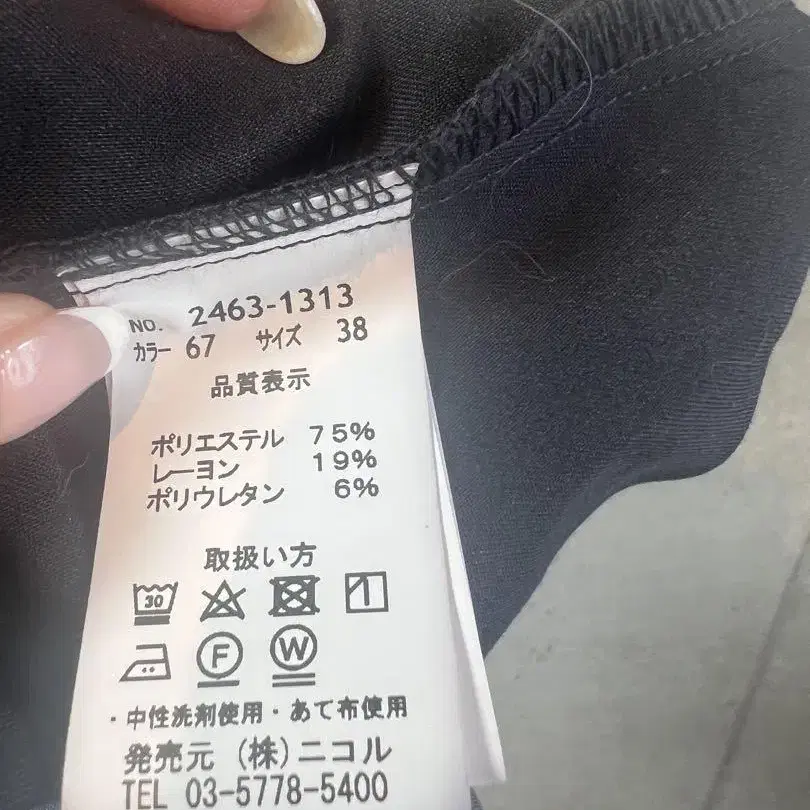 NO. 2463-1313
カラー 67 サイズ 38
品質表示
ポリエステル 75%
レーヨン 19%
ポリウレタン 6%
取扱い方
30
F W
・中性洗剤使用・あて布使用
発売元 (株)ニコル
TEL 03-5778-5400